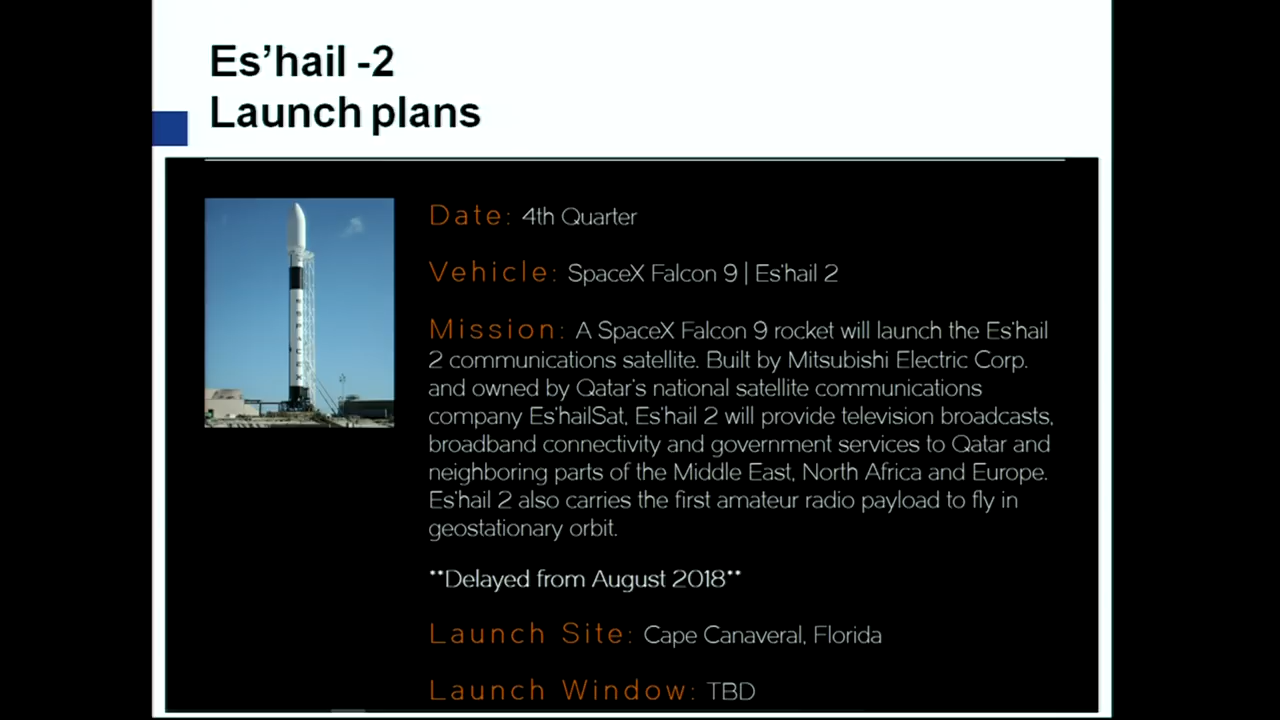 Es’hail -2
Launch plans
Date: 4th Quarter
Vehicle: SpaceX Falcon 9 | Es'hail 2
Mission: A SpaceX Falcon 9 rocket will launch the Es'hail
2 communications satellite. Built by Mitsubishi Electric Corp.
and owned by Qatar's national satellite communications
company Es'hailSat, Es'hail 2 will provide television broadcasts,
broadband connectivity and government services to Qatar and
neighboring parts of the Middle East, North Africa and Europe.
Es'hail 2 also carries the first amateur radio payload to fly in
geostationary orbit.
**Delayed from August 2018**
Launch Site: Cape Canaveral, Florida
Launch Window: TBD
SPACEX